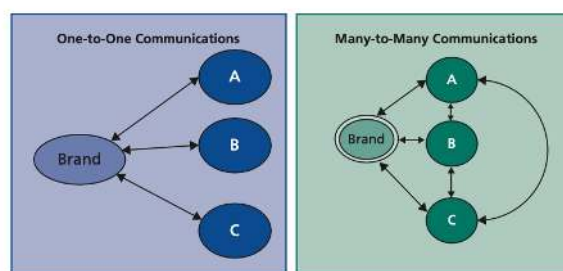 One-to-One Communications
A
B
Brand
C
Many-to-Many Communications
A
Brand
B
C